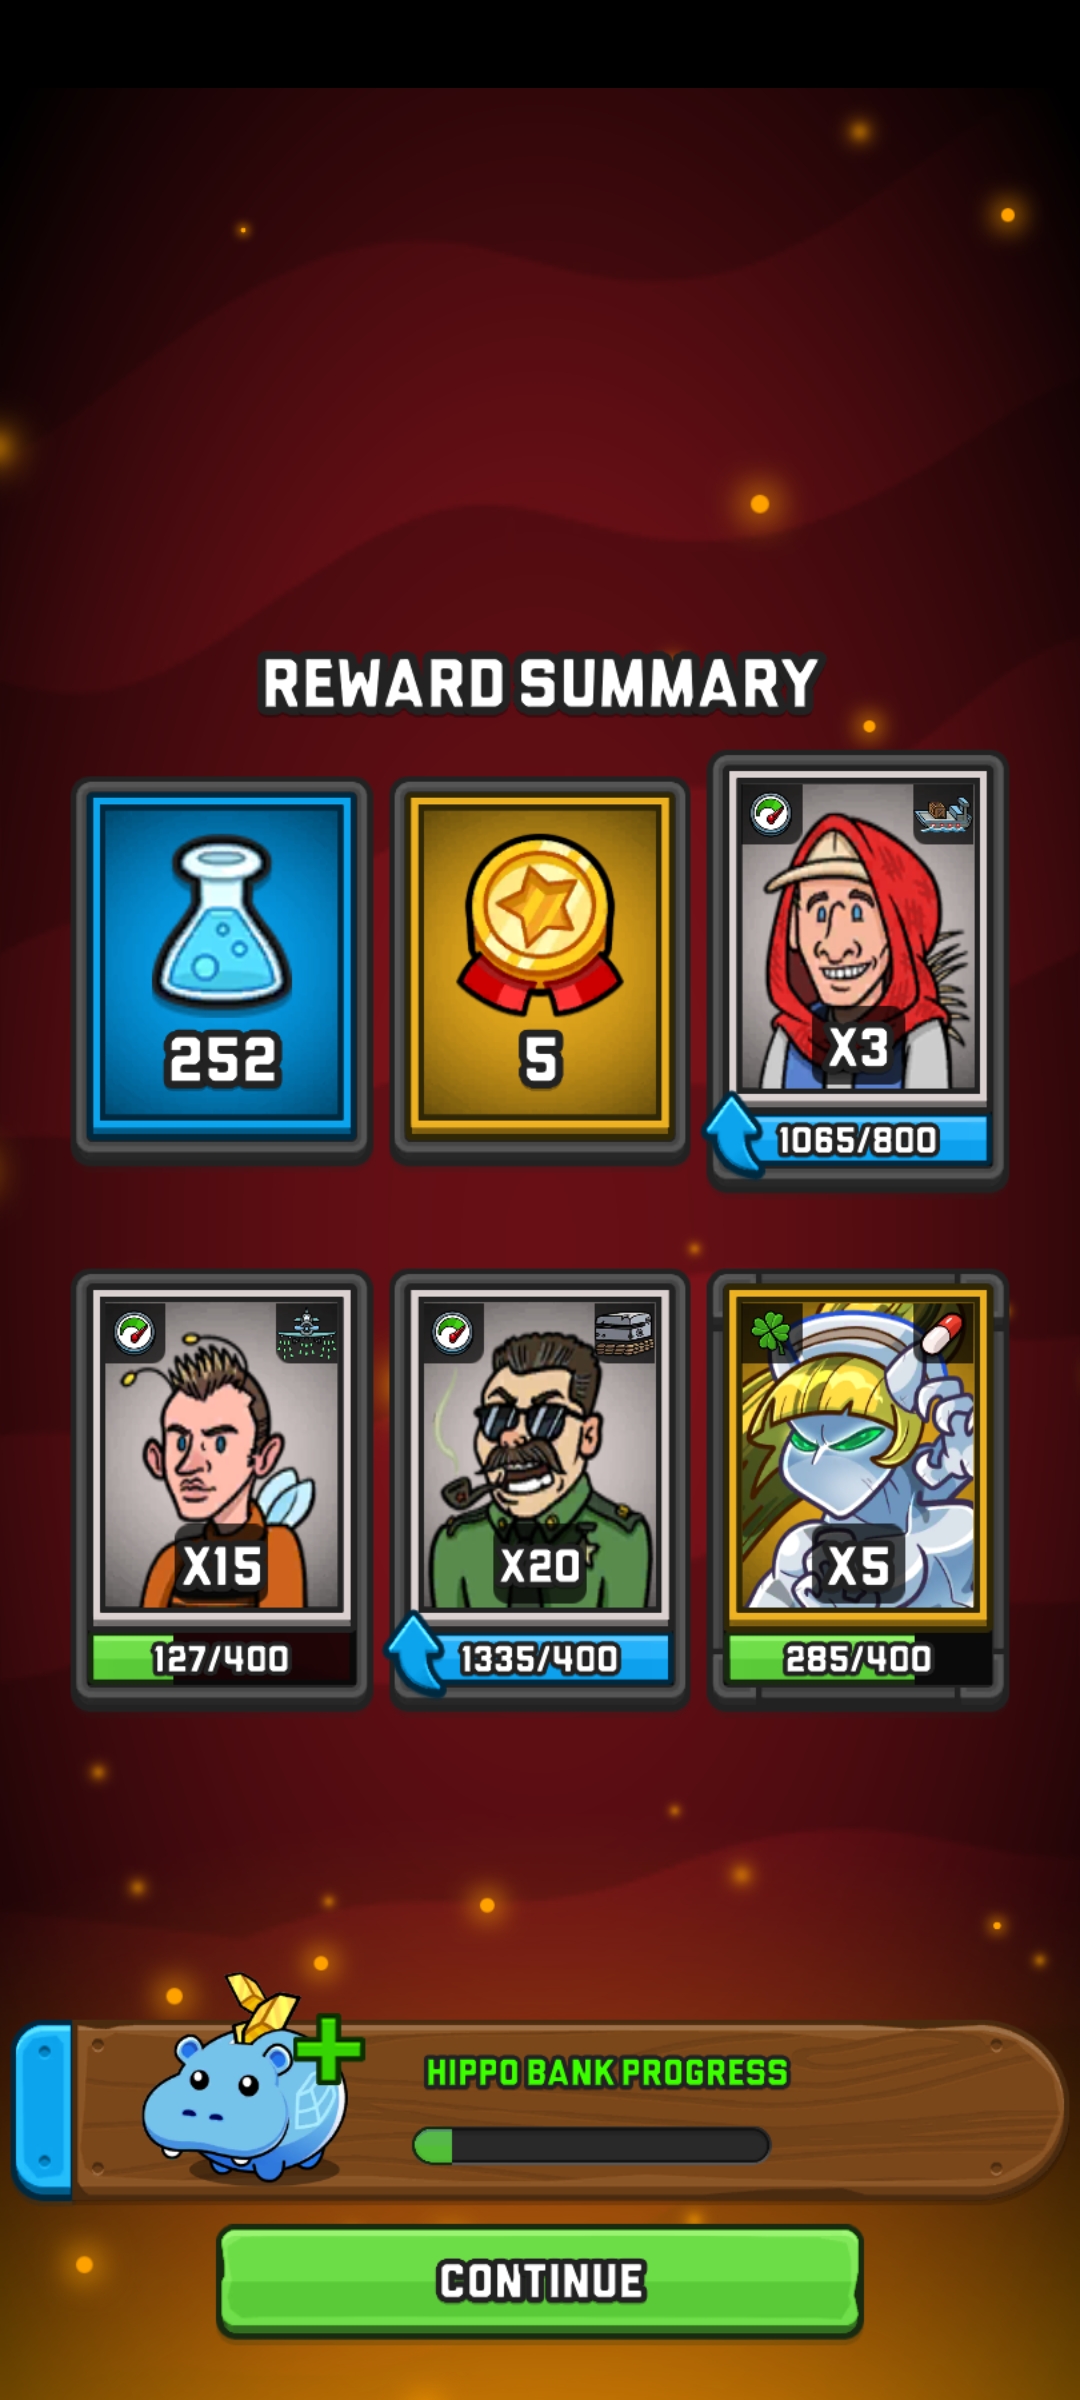 REWARD SUMMARY
252
5
X3
1065/800
X15
127/400
X20
1335/400
X5
285/400
HIPPO BANK PROGRESS
CONTINUE